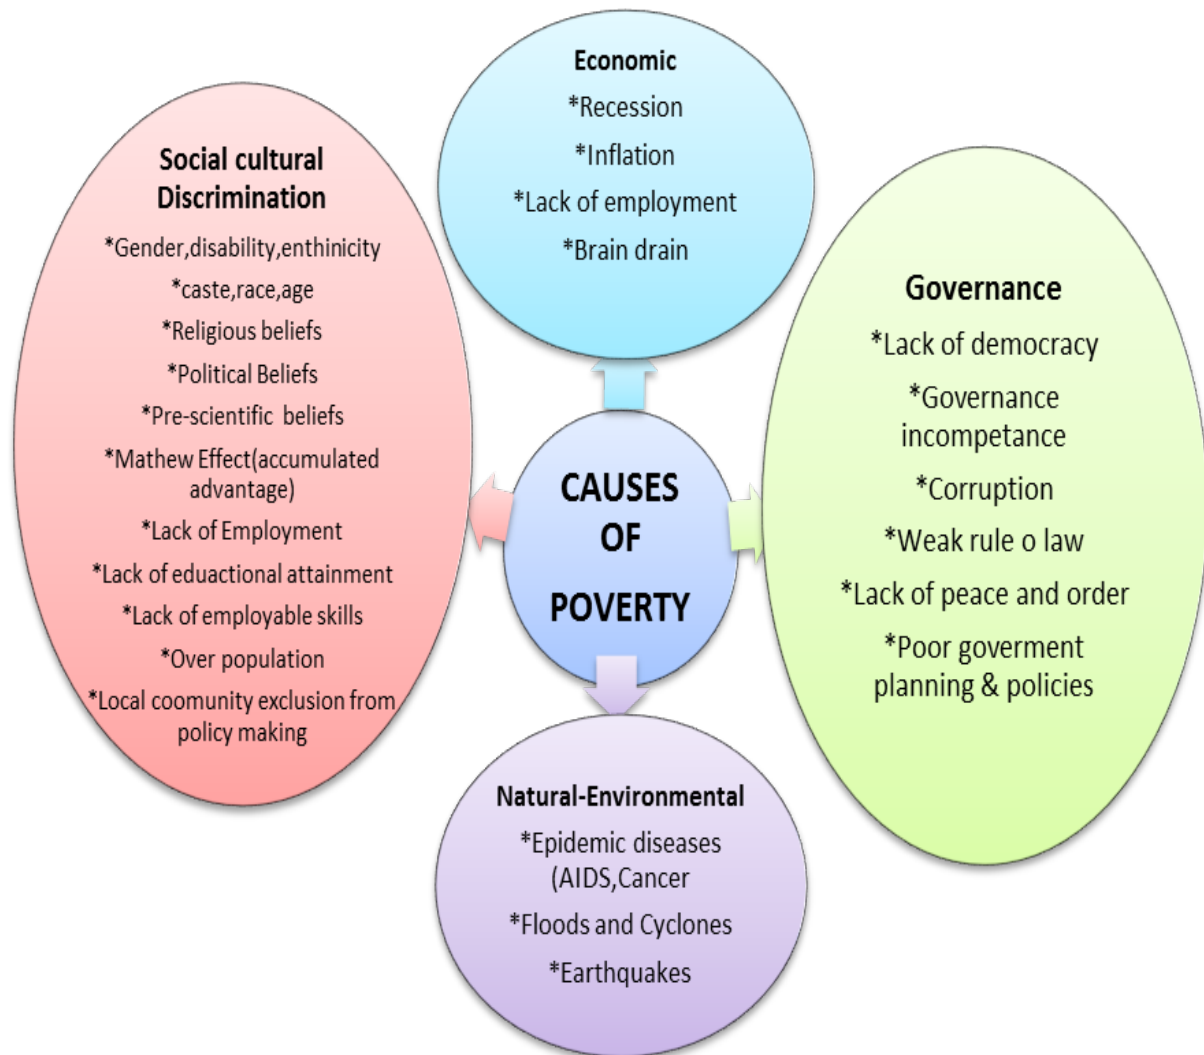 Economic
*Recession
*Inflation
*Lack of employment
*Brain drain
Social cultural
Discrimination
*Gender,disability,enthinicity
*caste,race,age
*Religious beliefs
*Political Beliefs
*Pre-scientific beliefs
*Mathew Effect(accumulated
advantage)
*Lack of Employment
*Lack of eduactional attainment
*Lack of employable skills
*Over population
*Local coomunity exclusion from
policy making
CAUSES
OF
POVERTY
Governance
*Lack of democracy
*Governance
incompetance
*Corruption
*Weak rule o law
*Lack of peace and order
*Poor goverment
planning & policies
Natural-Environmental
*Epidemic diseases
(AIDS,Cancer
*Floods and Cyclones
*Earthquakes